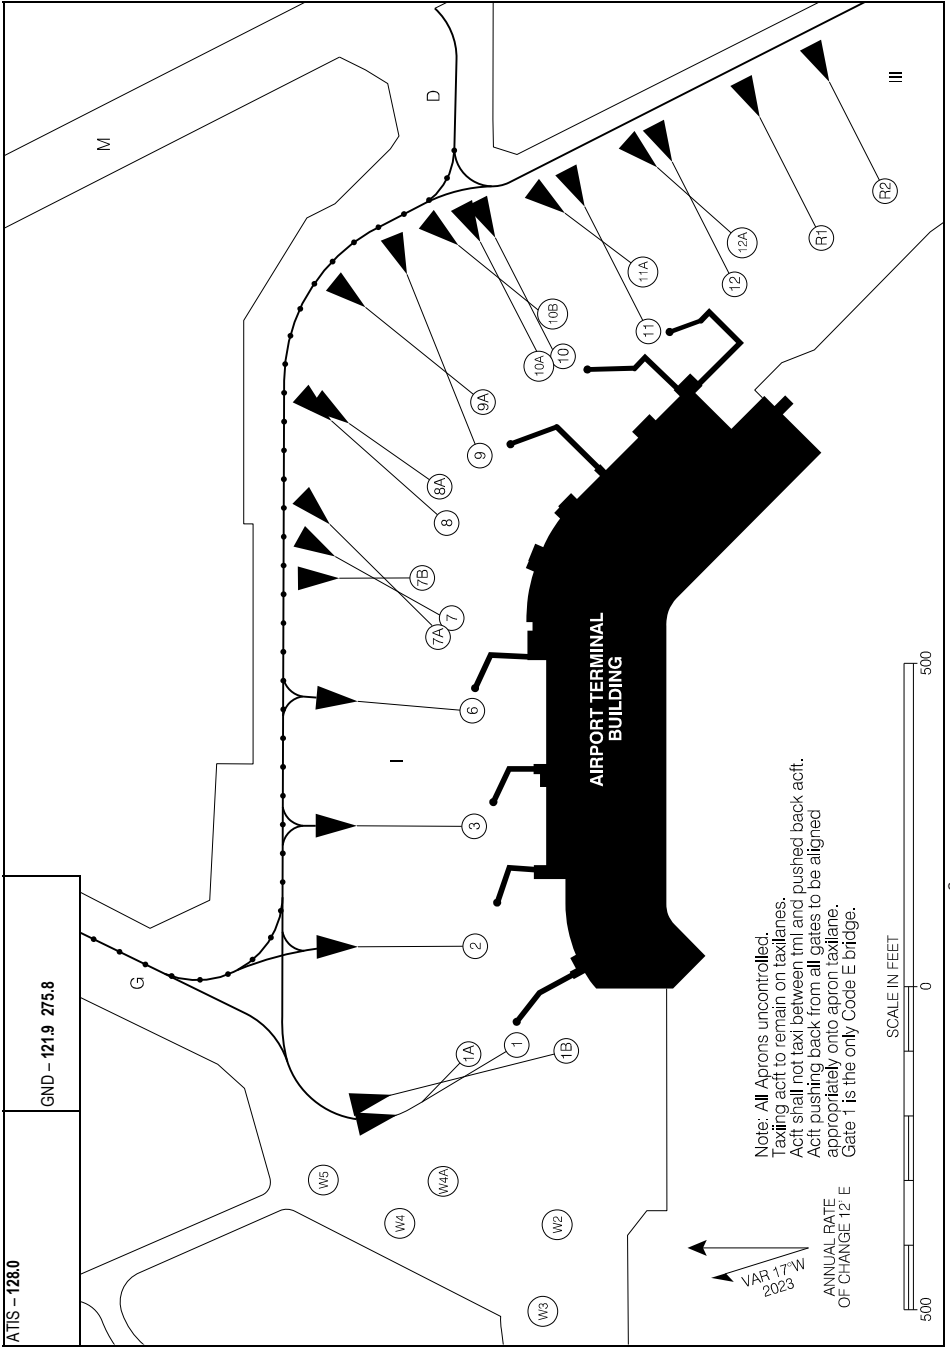 ATIS – 128.0
GND – 121.9 275.8
M
D
G
I
III
1A
1
1B
2
3
6
7A
7
7B
8
8A
9
9A
10A
10
10B
11
11A
12
12A
R1
R2
W5
W4A
W4
W2
W3
AIRPORT TERMINAL
BUILDING
Note: All Aprons uncontrolled.
Taxiing acft to remain on taxilanes.
Acft shall not taxi between tml and pushed back acft.
Acft pushing back from all gates to be aligned
appropriately onto apron taxilane.
Gate 1 is the only Code E bridge.
VAR 17°W
2023
ANNUAL RATE
OF CHANGE 12' E
SCALE IN FEET
500
0
500